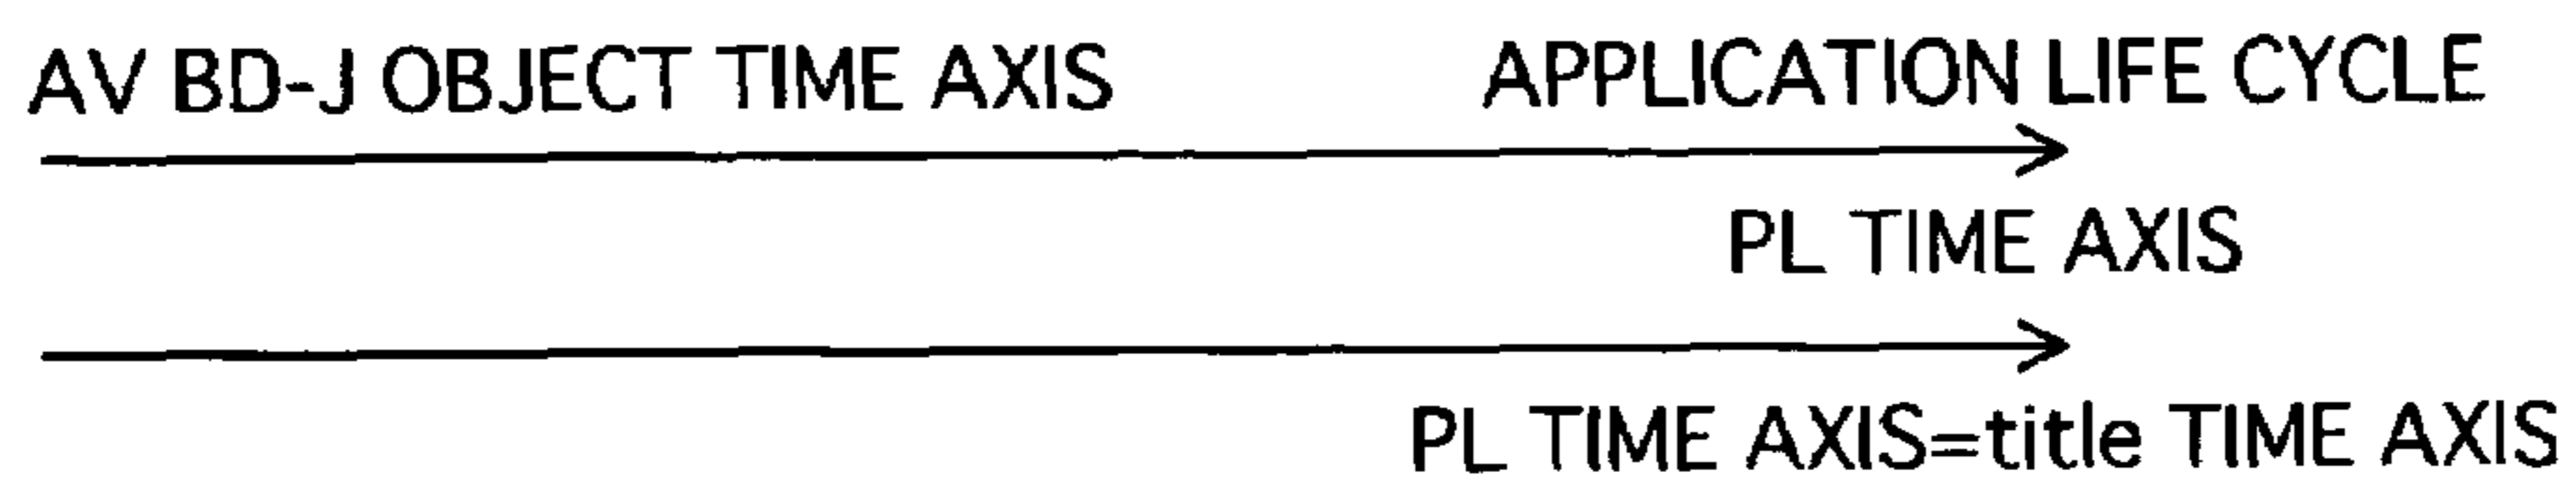 AV BD-J OBJECT TIME AXIS APPLICATION LIFE CYCLE
PL TIME AXIS
PL TIME AXIS=title TIME AXIS